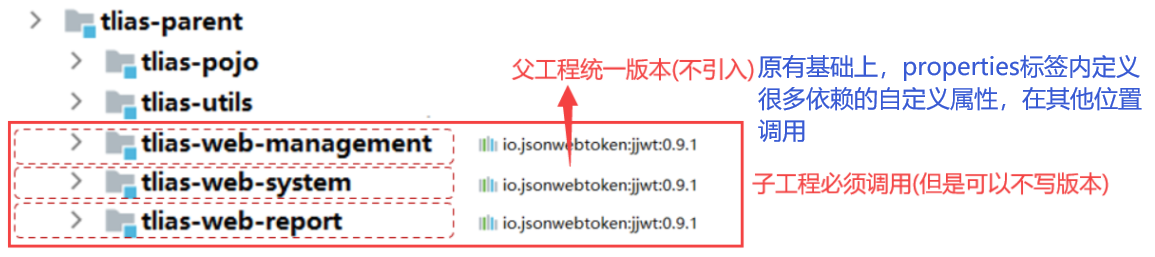 tlias-parent
tlias-pojo
tlias-utils
父工程统一版本(不引入)
原有基础上，properties标签内定义
很多依赖的自定义属性，在其他位置
调用
tlias-web-management io.jsonwebtoken:jjwt:0.9.1
tlias-web-system io.jsonwebtoken:jjwt:0.9.1
子工程必须调用(但是可以不写版本)
tlias-web-report io.jsonwebtoken:jjwt:0.9.1